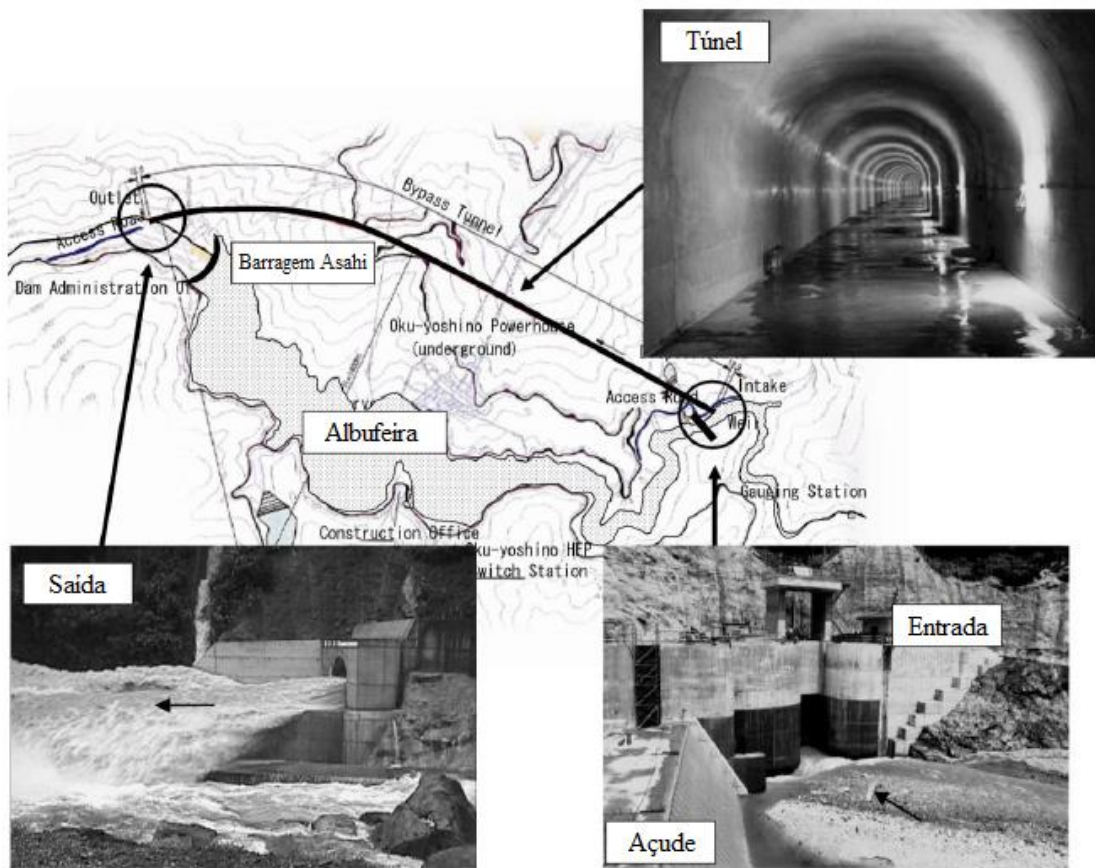 Túnel
Outlet
Access Road
Bypass Tunnel
Barragem Asahi
Dam Administration
Oku-yoshino Powerhouse
(underground)
Access Road
Intake
Weir
Albufeira
Gauging Station
Construction Office
Oku-yoshino HEP
Switch Station
Saída
Entrada
Açude